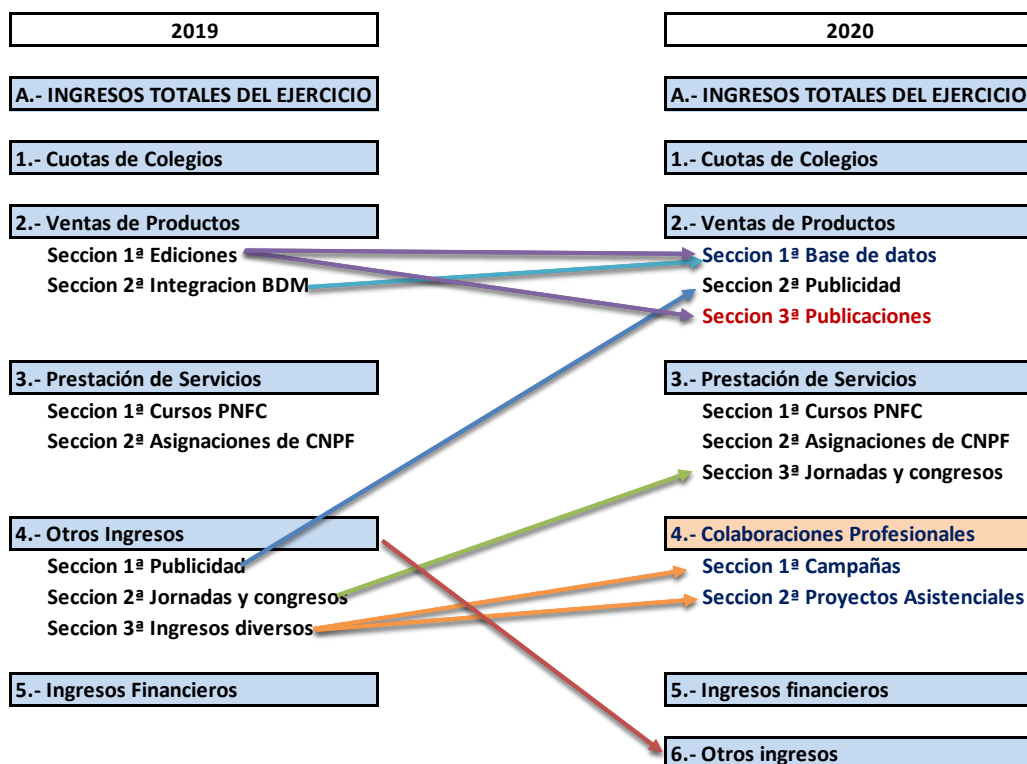 2019
A.- INGRESOS TOTALES DEL EJERCICIO
1.- Cuotas de Colegios
2.- Ventas de Productos
Seccion 1ª Ediciones
Seccion 2ª Integracion BDM
3.- Prestación de Servicios
Seccion 1ª Cursos PNFC
Seccion 2ª Asignaciones de CNPF
4.- Otros Ingresos
Seccion 1ª Publicidad
Seccion 2ª Jornadas y congresos
Seccion 3ª Ingresos diversos
5.- Ingresos Financieros
2020
A.- INGRESOS TOTALES DEL EJERCICIO
1.- Cuotas de Colegios
2.- Ventas de Productos
Seccion 1ª Base de datos
Seccion 2ª Publicidad
Seccion 3ª Publicaciones
3.- Prestación de Servicios
Seccion 1ª Cursos PNFC
Seccion 2ª Asignaciones de CNPF
Seccion 3ª Jornadas y congresos
4.- Colaboraciones Profesionales
Seccion 1ª Campañas
Seccion 2ª Proyectos Asistenciales
5.- Ingresos financieros
6.- Otros ingresos